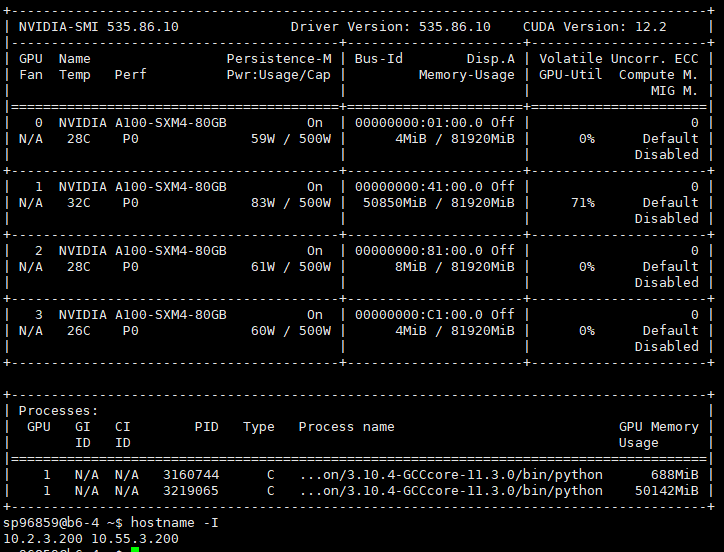 +-----------------------------------------------------------------------------------------+
| NVIDIA-SMI 535.86.10              Driver Version: 535.86.10    CUDA Version: 12.2     |
|-----------------------------------------+----------------------+----------------------+
| GPU  Name                 Persistence-M | Bus-Id        Disp.A | Volatile Uncorr. ECC |
| Fan  Temp   Perf          Pwr:Usage/Cap |         Memory-Usage | GPU-Util  Compute M. |
|                                         |                      |               MIG M. |
|=========================================+======================+======================|
|   0  NVIDIA A100-SXM4-80GB          On  | 00000000:01:00.0 Off |                    0 |
| N/A   28C    P0              59W / 500W |      4MiB / 81920MiB |      0%      Default |
|                                         |                      |             Disabled |
+-----------------------------------------+----------------------+----------------------+
|   1  NVIDIA A100-SXM4-80GB          On  | 00000000:41:00.0 Off |                    0 |
| N/A   32C    P0              83W / 500W |  50850MiB / 81920MiB |     71%      Default |
|                                         |                      |             Disabled |
+-----------------------------------------+----------------------+----------------------+
|   2  NVIDIA A100-SXM4-80GB          On  | 00000000:81:00.0 Off |                    0 |
| N/A   28C    P0              61W / 500W |      8MiB / 81920MiB |      0%      Default |
|                                         |                      |             Disabled |
+-----------------------------------------+----------------------+----------------------+
|   3  NVIDIA A100-SXM4-80GB          On  | 00000000:C1:00.0 Off |                    0 |
| N/A   26C    P0              60W / 500W |      4MiB / 81920MiB |      0%      Default |
|                                         |                      |             Disabled |
+-----------------------------------------+----------------------+----------------------+
+---------------------------------------------------------------------------------------+
| Processes:                                                                            |
|  GPU   GI   CI        PID   Type   Process name                            GPU Memory |
|        ID   ID                                                             Usage      |
|=======================================================================================|
|    1   N/A  N/A   3160744      C   ...on/3.10.4-GCCcore-11.3.0/bin/python      688MiB |
|    1   N/A  N/A   3219065      C   ...on/3.10.4-GCCcore-11.3.0/bin/python    50142MiB |
+---------------------------------------------------------------------------------------+
sp96859@b6-4 ~$ hostname -I
10.2.3.200 10.55.3.200